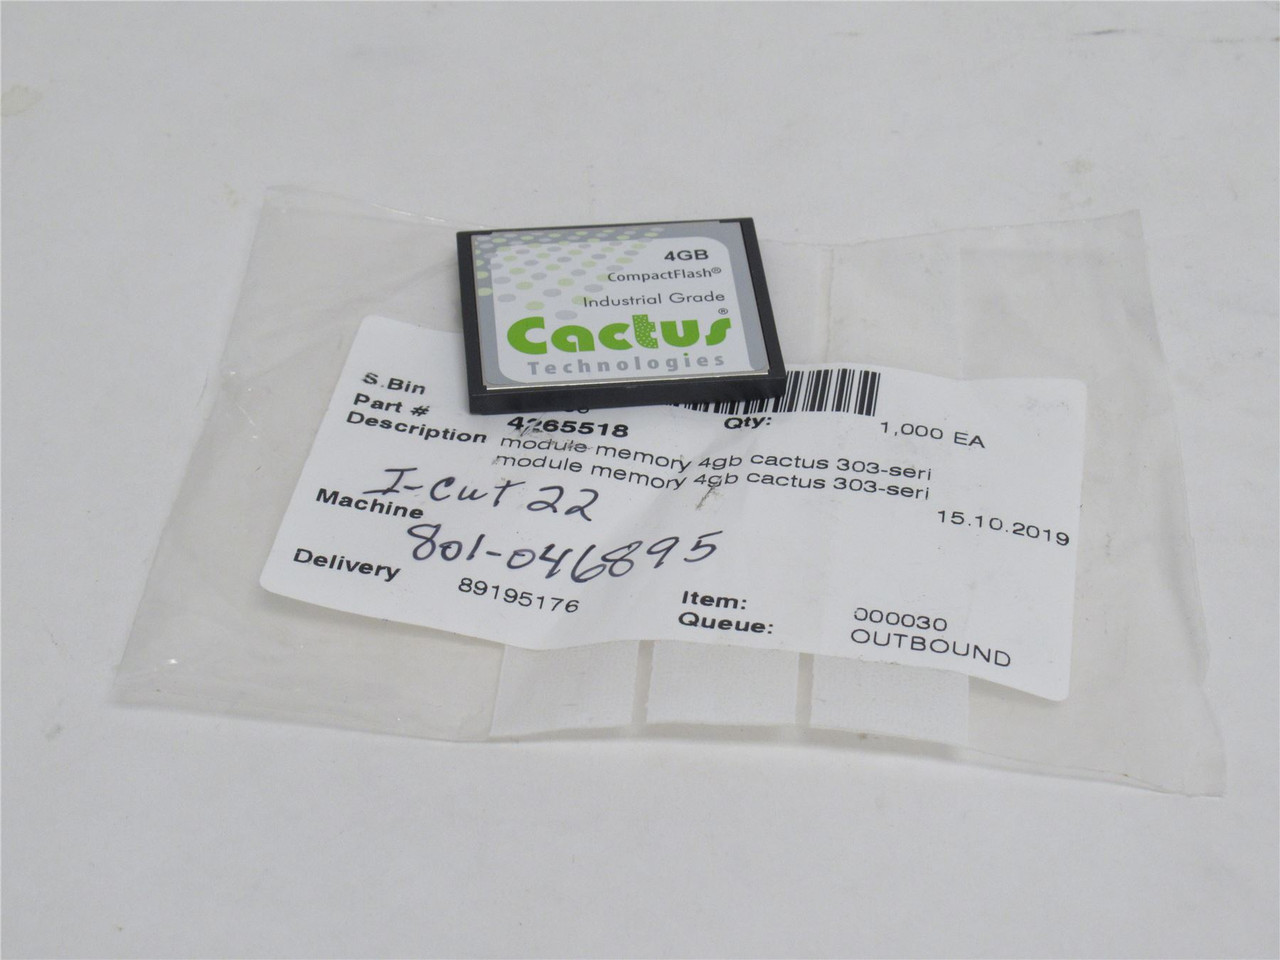 4GB
CompactFlash®
Industrial Grade
Cactus®
Technologies
S.Bin
Part # 4265518 Qty: 1,000 EA
Description module memory 4gb cactus 303-seri
module memory 4gb cactus 303-seri
I-Cut 22
15.10.2019
Machine 801-046895
Delivery 89195176
Item: 000030
Queue: OUTBOUND